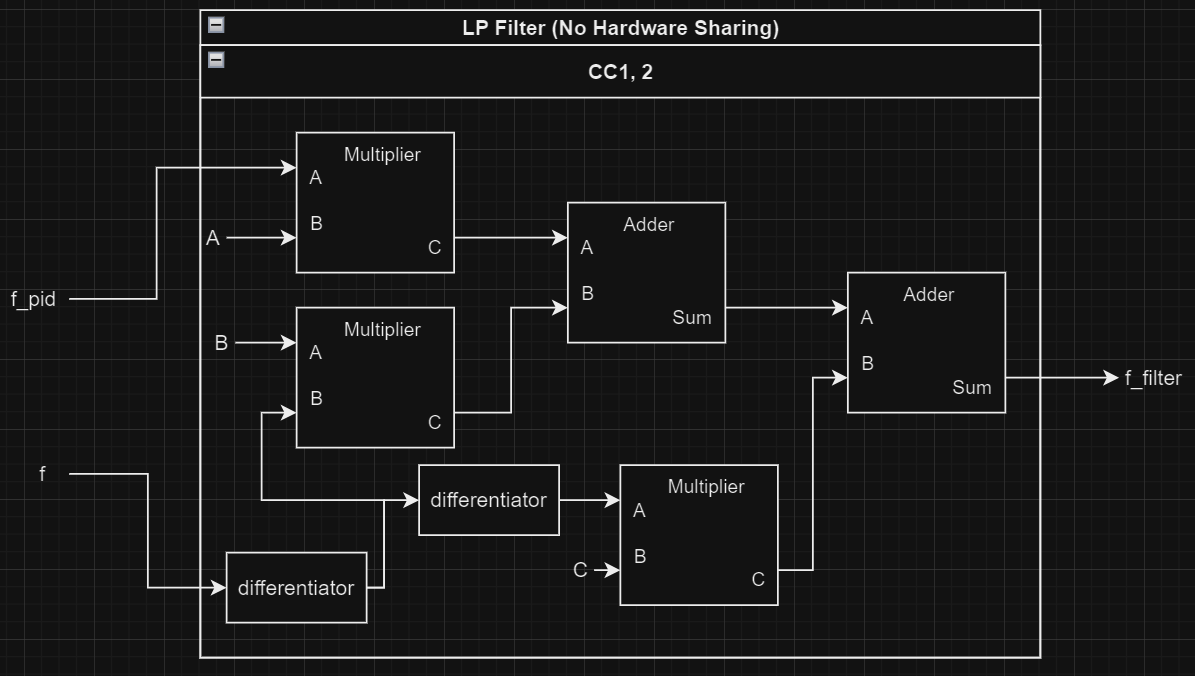 LP Filter (No Hardware Sharing)
CC1, 2
Multiplier
A
B
C
A
f_pid
Adder
A
B
Sum
Multiplier
A
B
C
B
Adder
A
B
Sum
f_filter
f
differentiator
differentiator
Multiplier
A
B
C
C